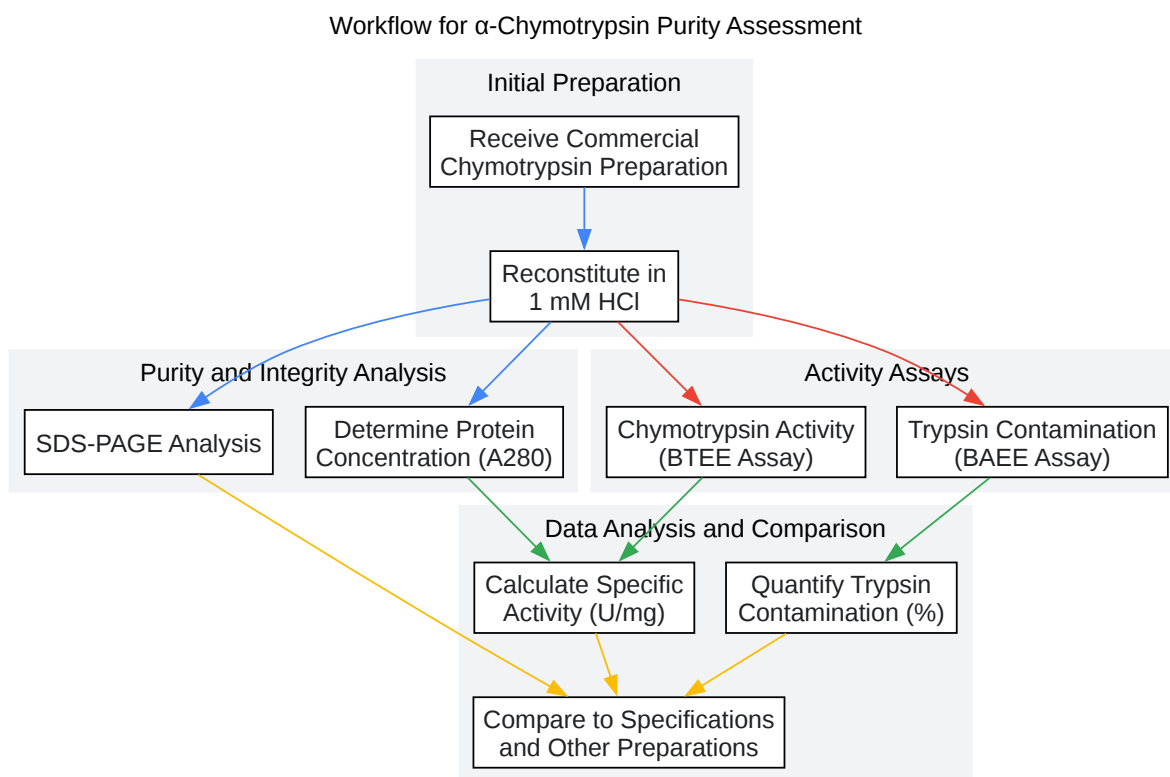 Workflow for α-Chymotrypsin Purity Assessment
Initial Preparation
Receive Commercial
Chymotrypsin Preparation
Reconstitute in
1 mM HCl
Purity and Integrity Analysis
SDS-PAGE Analysis
Determine Protein
Concentration (A280)
Activity Assays
Chymotrypsin Activity
(BTEE Assay)
Trypsin Contamination
(BAEE Assay)
Data Analysis and Comparison
Calculate Specific
Activity (U/mg)
Quantify Trypsin
Contamination (%)
Compare to Specifications
and Other Preparations